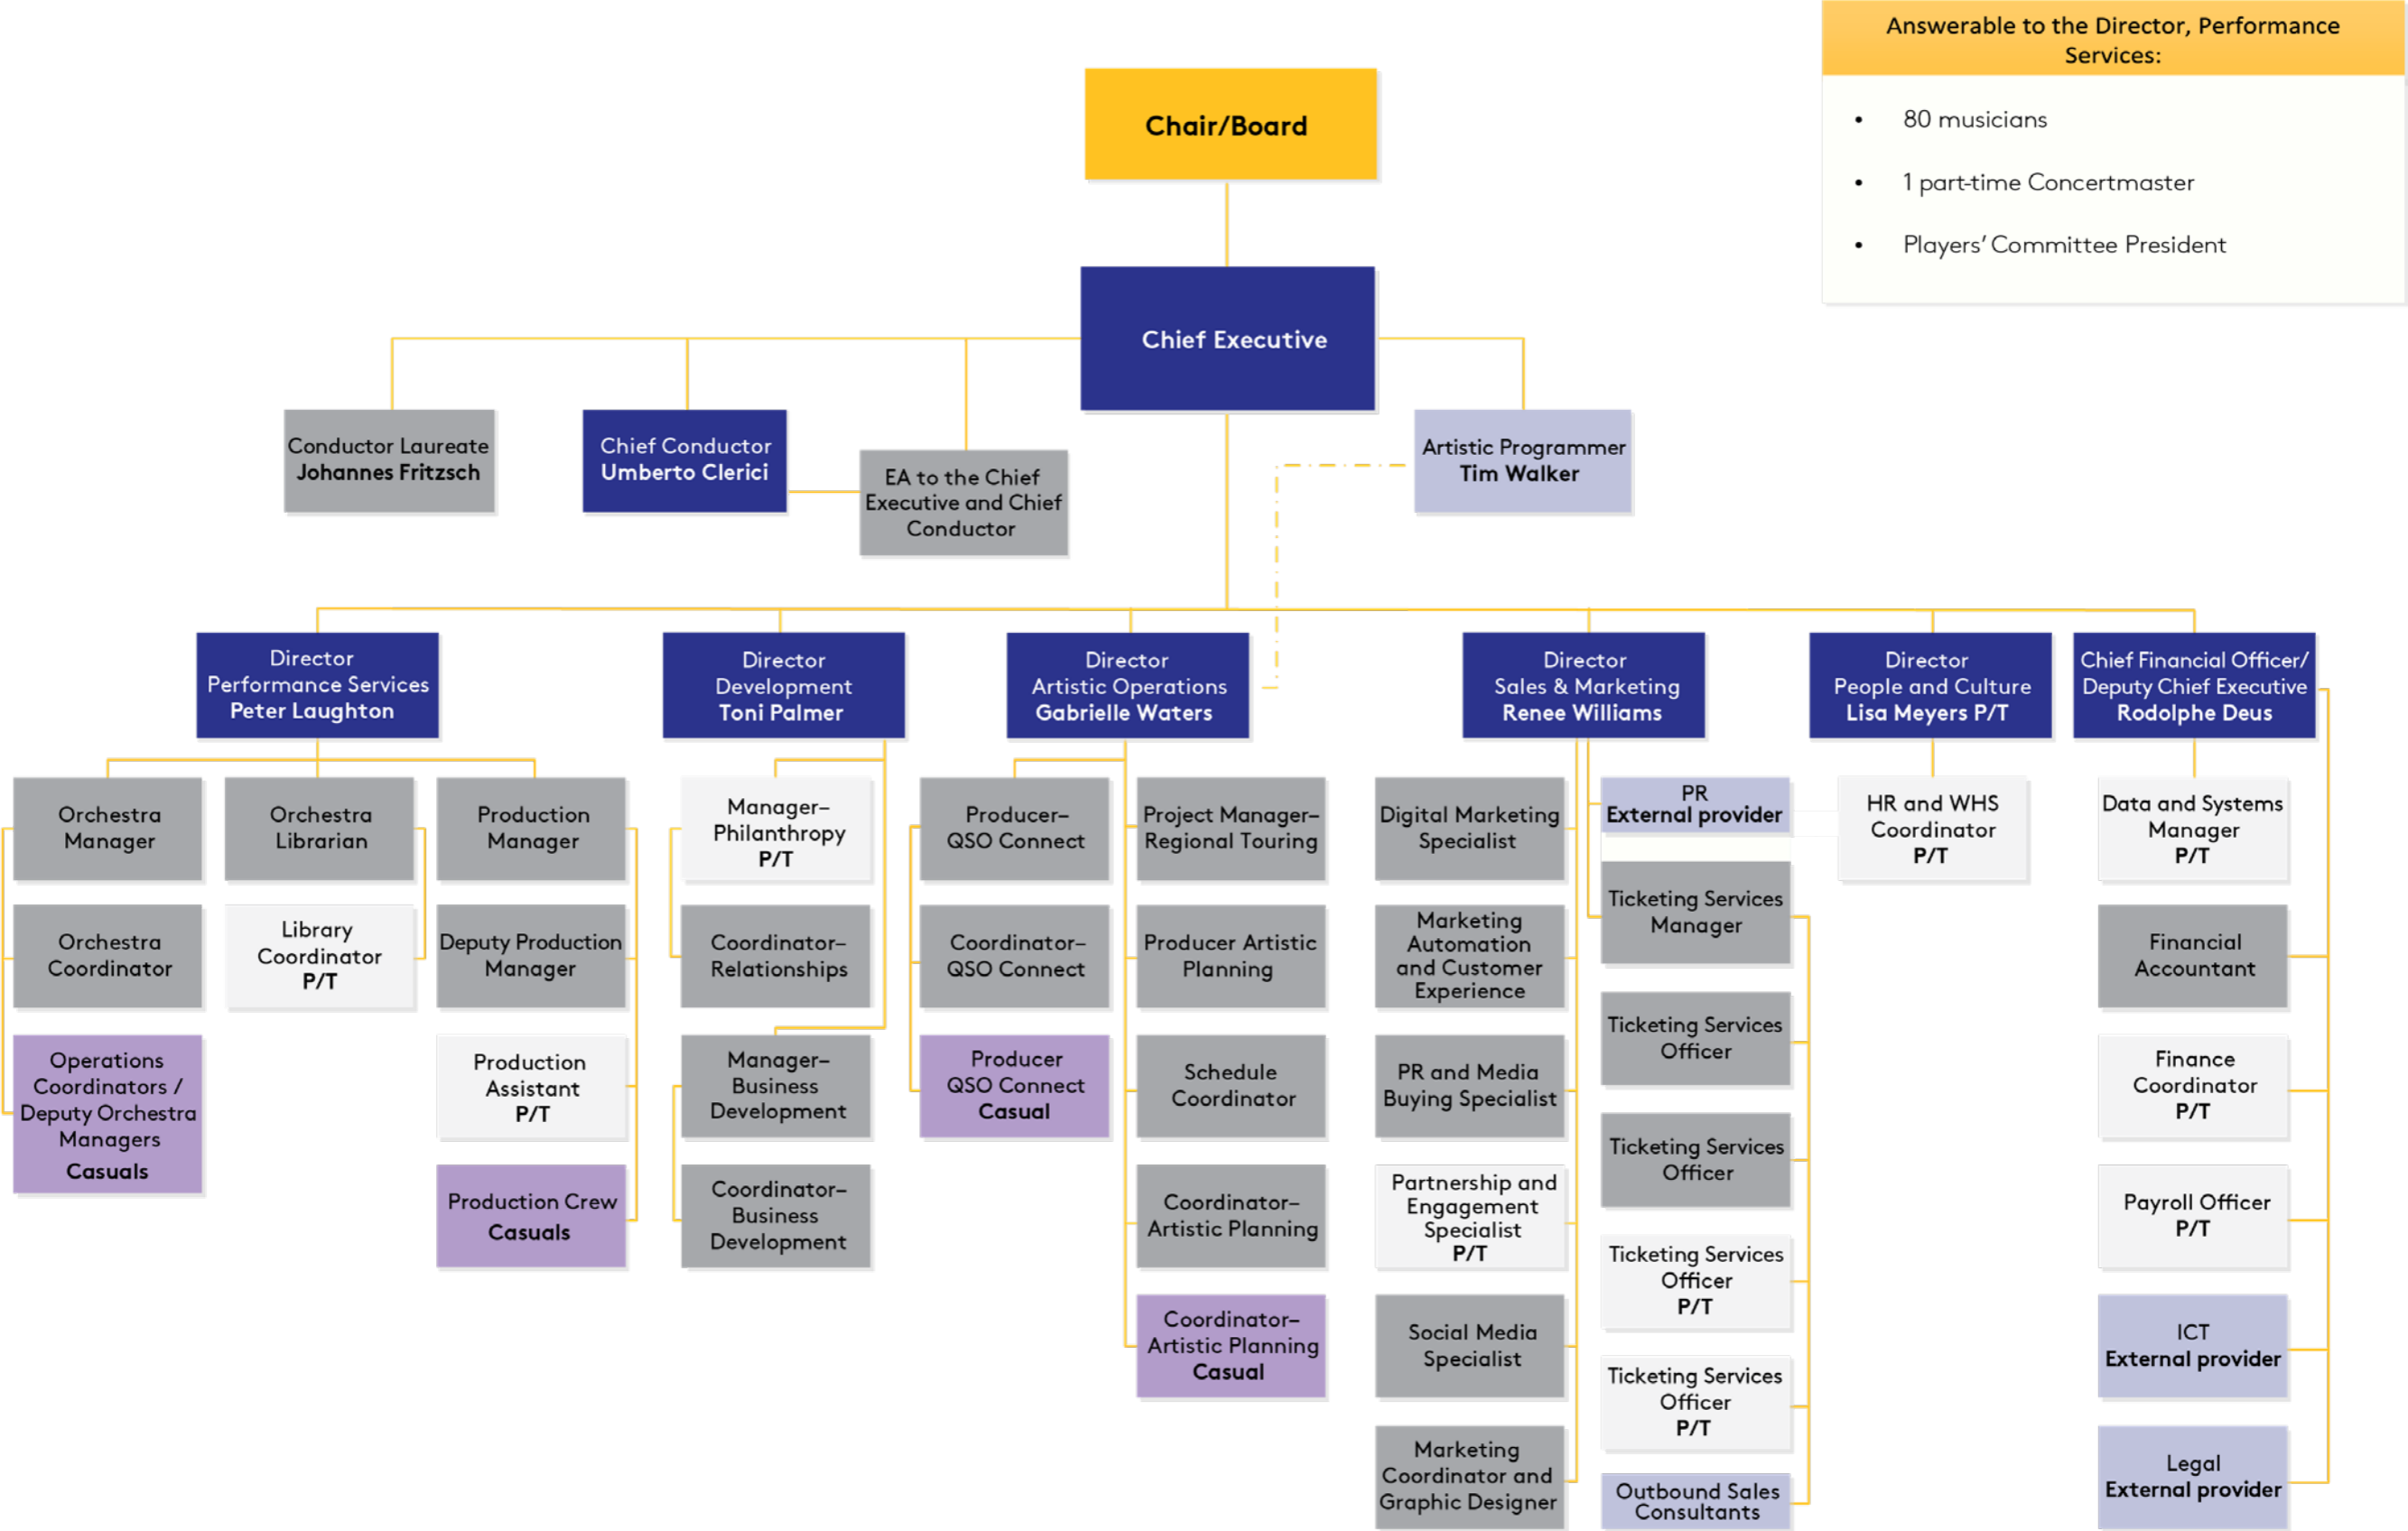 Answerable to the Director, Performance
Services:
• 80 musicians
• 1 part-time Concertmaster
• Players’ Committee President
Chair/Board
Chief Executive
Conductor Laureate
Johannes Fritzsch
Chief Conductor
Umberto Clerici
EA to the Chief
Executive and Chief
Conductor
Artistic Programmer
Tim Walker
Director
Performance Services
Peter Laughton
Director
Development
Toni Palmer
Director
Artistic Operations
Gabrielle Waters
Director
Sales & Marketing
Renee Williams
Director
People and Culture
Lisa Meyers P/T
Chief Financial Officer/
Deputy Chief Executive
Rodolphe Deus
Orchestra
Manager
Orchestra
Coordinator
Operations
Coordinators /
Deputy Orchestra
Managers
Casuals
Orchestra
Librarian
Library
Coordinator
P/T
Production
Manager
Deputy Production
Manager
Production
Assistant
P/T
Production Crew
Casuals
Manager–
Philanthropy
P/T
Coordinator–
Relationships
Manager–
Business
Development
Coordinator–
Business
Development
Producer–
QSO Connect
Coordinator–
QSO Connect
Producer
QSO Connect
Casual
Project Manager–
Regional Touring
Producer Artistic
Planning
Schedule
Coordinator
Coordinator–
Artistic Planning
Coordinator–
Artistic Planning
Casual
Digital Marketing
Specialist
Marketing
Automation
and Customer
Experience
PR and Media
Buying Specialist
Partnership and
Engagement
Specialist
P/T
Social Media
Specialist
Marketing
Coordinator and
Graphic Designer
PR
External provider
Ticketing Services
Manager
Ticketing Services
Officer
Ticketing Services
Officer
Ticketing Services
Officer
P/T
Ticketing Services
Officer
P/T
Outbound Sales
Consultants
HR and WHS
Coordinator
P/T
Data and Systems
Manager
P/T
Financial
Accountant
Finance
Coordinator
P/T
Payroll Officer
P/T
ICT
External provider
Legal
External provider